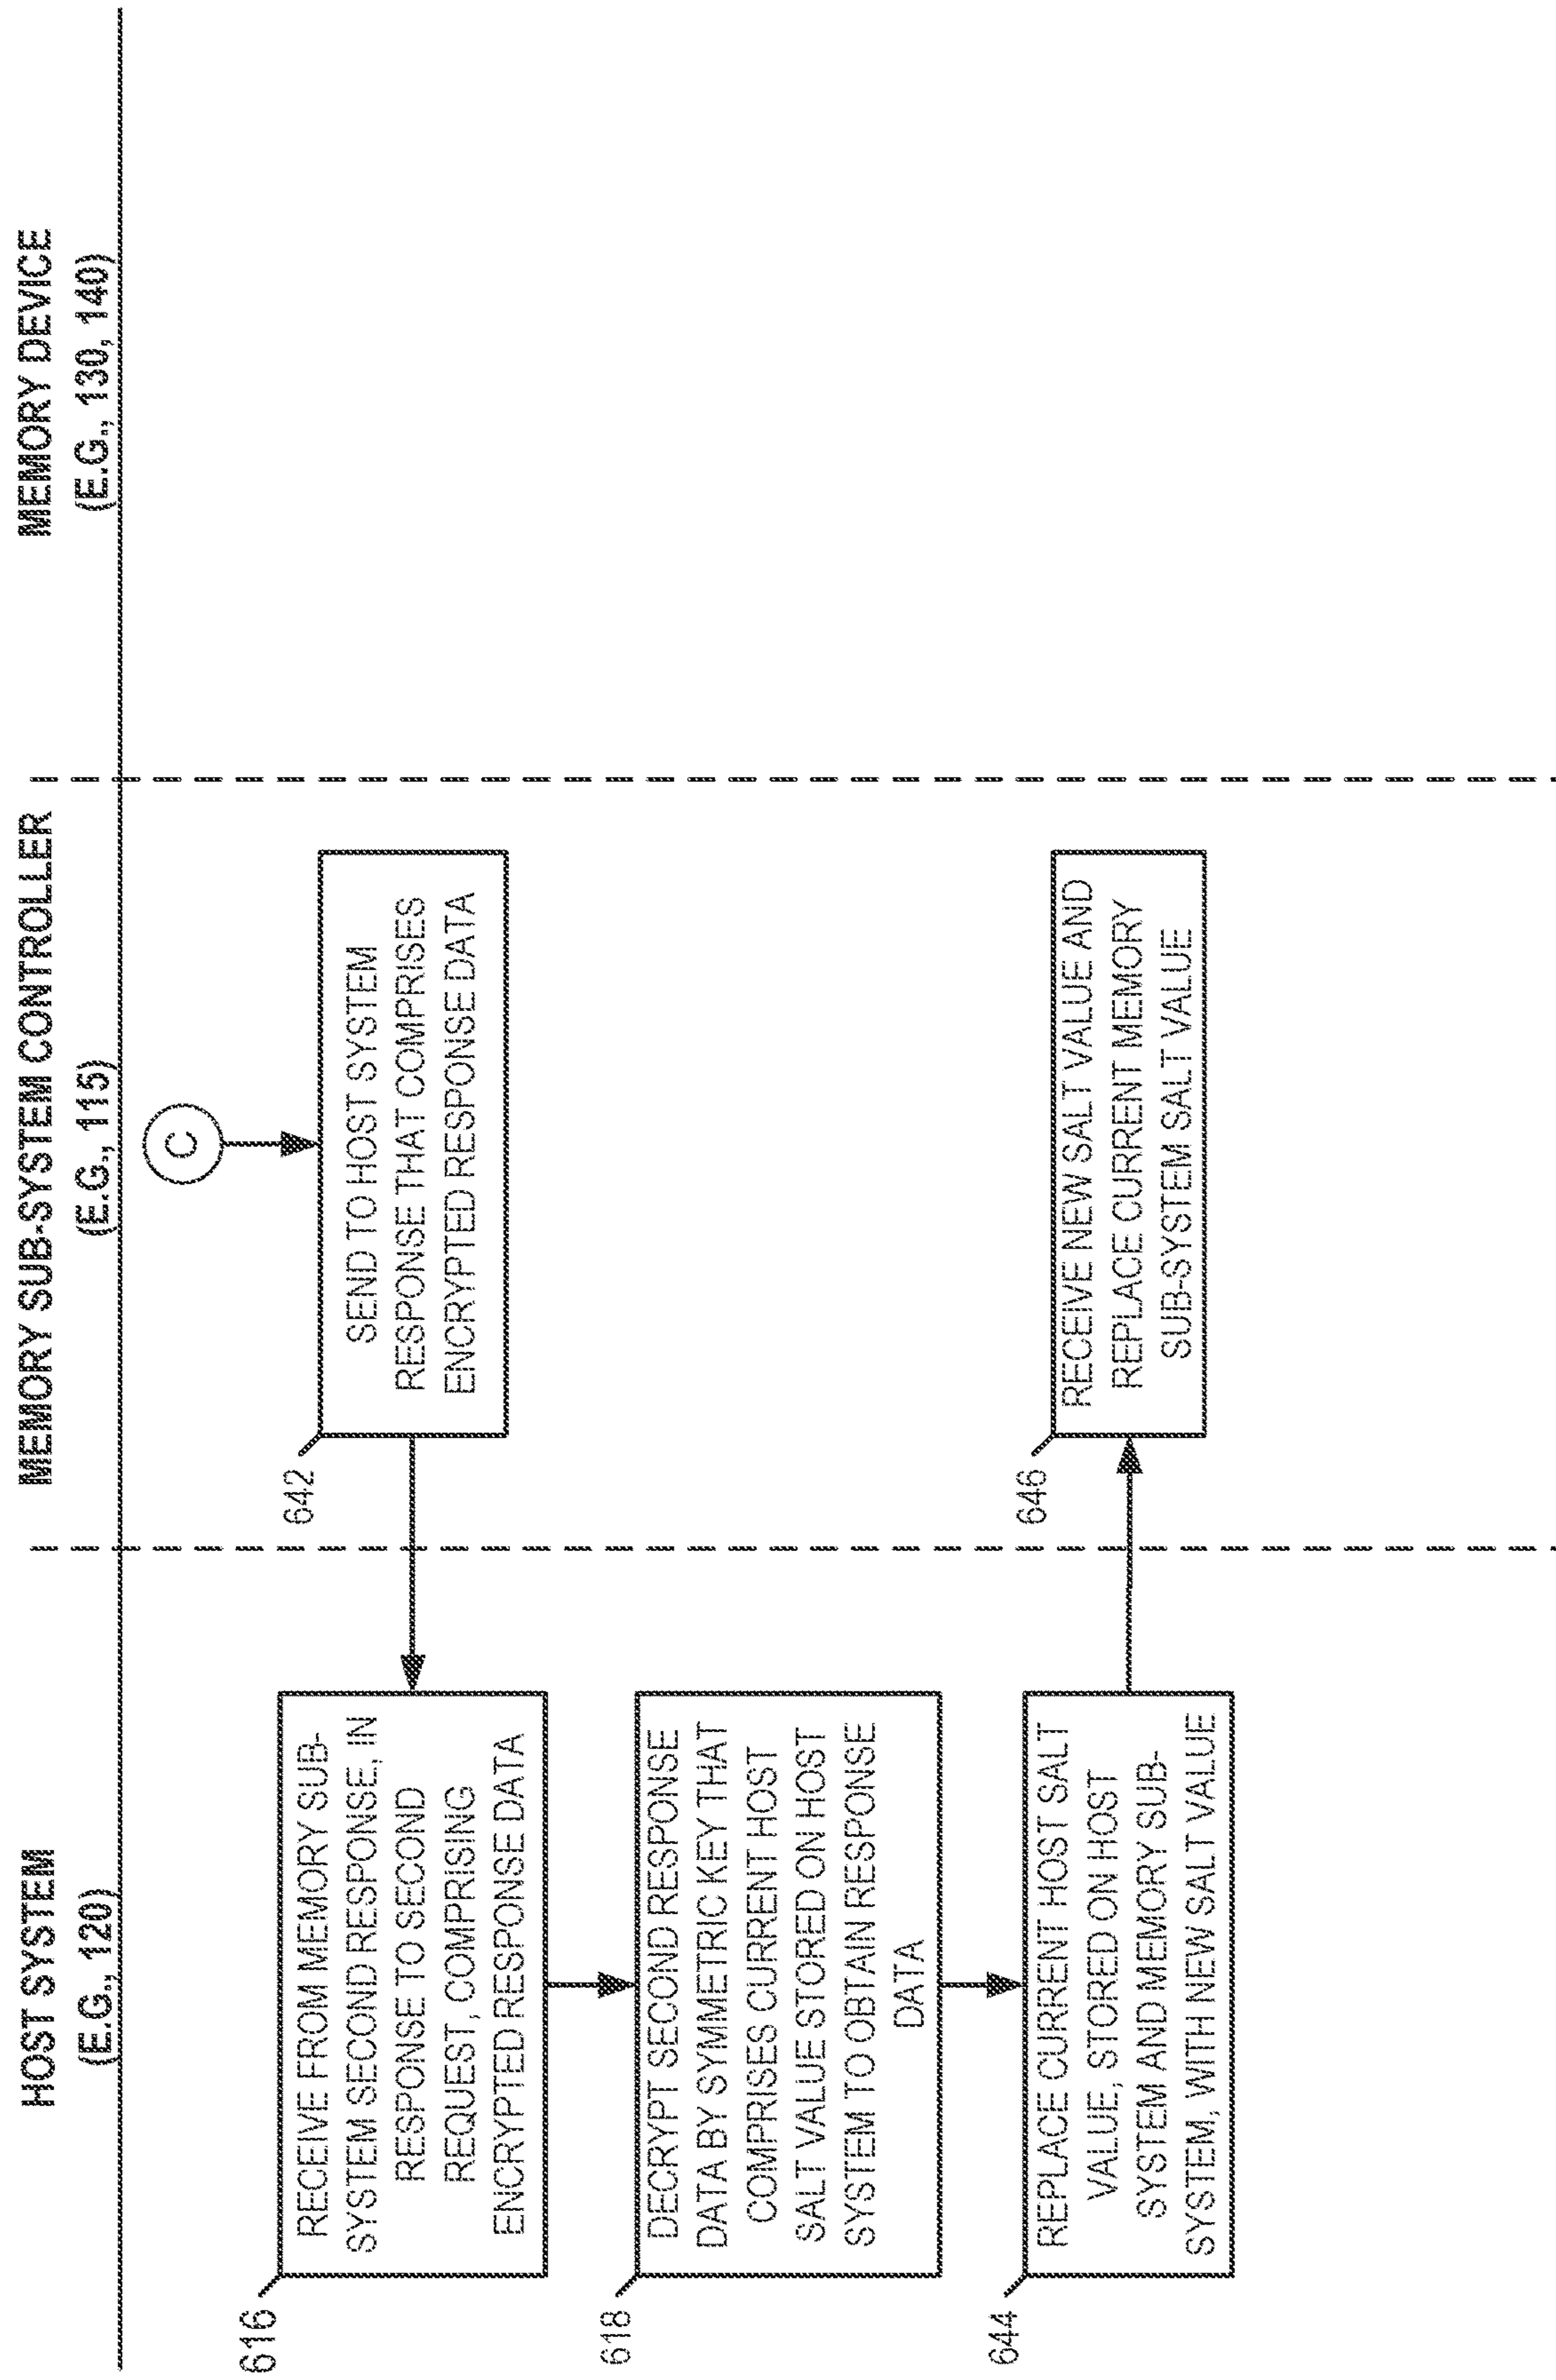 HOST SYSTEM
(E.G., 120)
MEMORY SUB-SYSTEM CONTROLLER
(E.G., 115)
MEMORY DEVICE
(E.G., 130, 140)
C
642
SEND TO HOST SYSTEM
RESPONSE THAT COMPRISES
ENCRYPTED RESPONSE DATA
616
RECEIVE FROM MEMORY SUB-
SYSTEM SECOND RESPONSE, IN
RESPONSE TO SECOND
REQUEST, COMPRISING
ENCRYPTED RESPONSE DATA
618
DECRYPT SECOND RESPONSE
DATA BY SYMMETRIC KEY THAT
COMPRISES CURRENT HOST
SALT VALUE STORED ON HOST
SYSTEM TO OBTAIN RESPONSE
DATA
644
REPLACE CURRENT HOST SALT
VALUE, STORED ON HOST
SYSTEM AND MEMORY SUB-
SYSTEM, WITH NEW SALT VALUE
646
RECEIVE NEW SALT VALUE AND
REPLACE CURRENT MEMORY
SUB-SYSTEM SALT VALUE